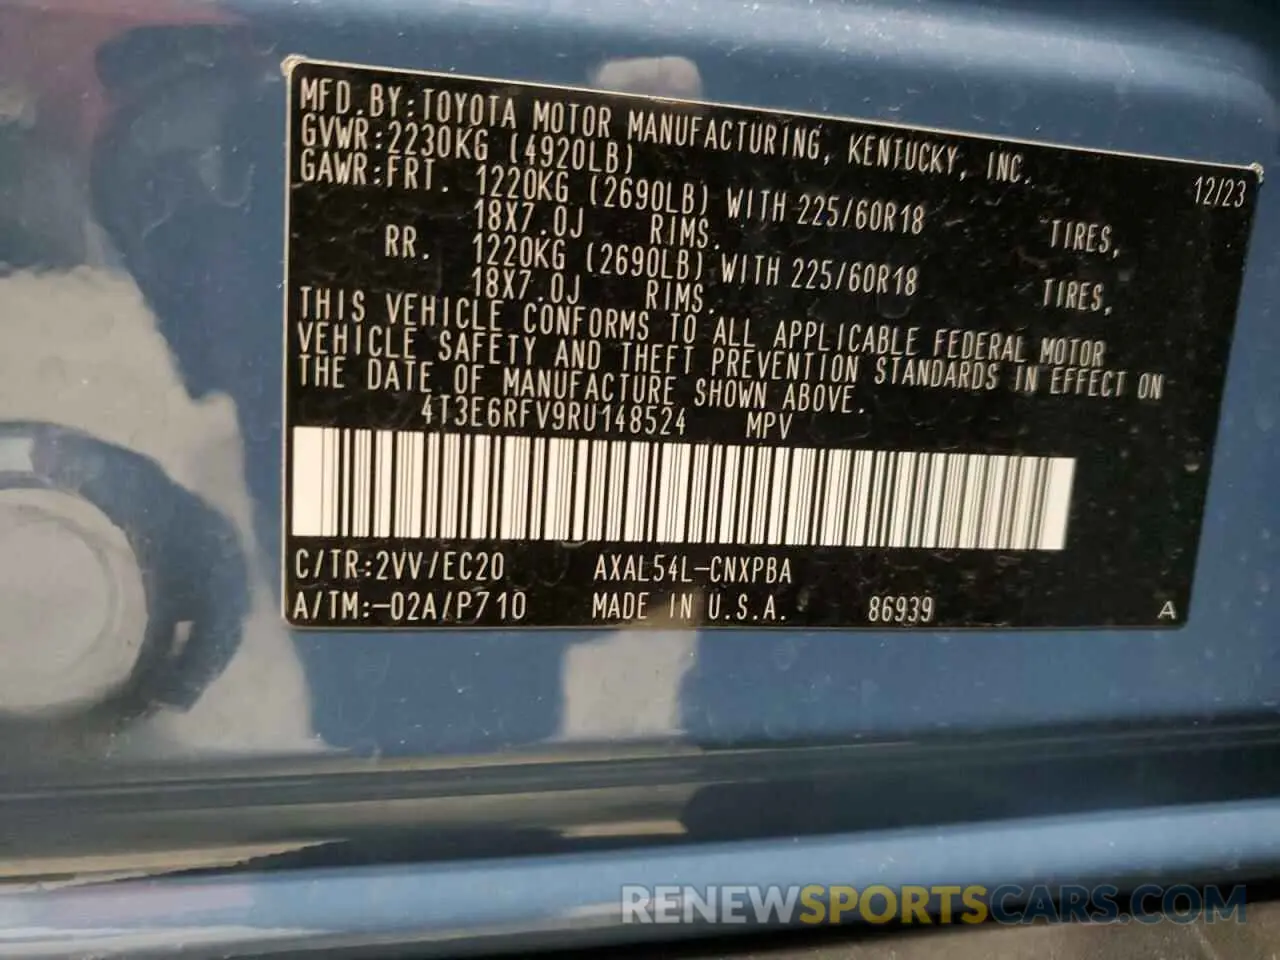 MFD.BY:TOYOTA MOTOR MANUFACTURING, KENTUCKY, INC.
GVWR:2230KG (4920LB) 12/23
GAWR:FRT. 1220KG (2690LB) WITH 225/60R18 TIRES,
18X7.0J RIMS.
RR. 1220KG (2690LB) WITH 225/60R18 TIRES,
18X7.0J RIMS.
THIS VEHICLE CONFORMS TO ALL APPLICABLE FEDERAL MOTOR
VEHICLE SAFETY AND THEFT PREVENTION STANDARDS IN EFFECT ON
THE DATE OF MANUFACTURE SHOWN ABOVE.
4T3E6RFV9RU148524 MPV
C/TR:2VV/EC20 AXAL54L-CNXPBA
A/TM:-02A/P710 MADE IN U.S.A. 86939 A
RENEWSPORTSCARS.COM